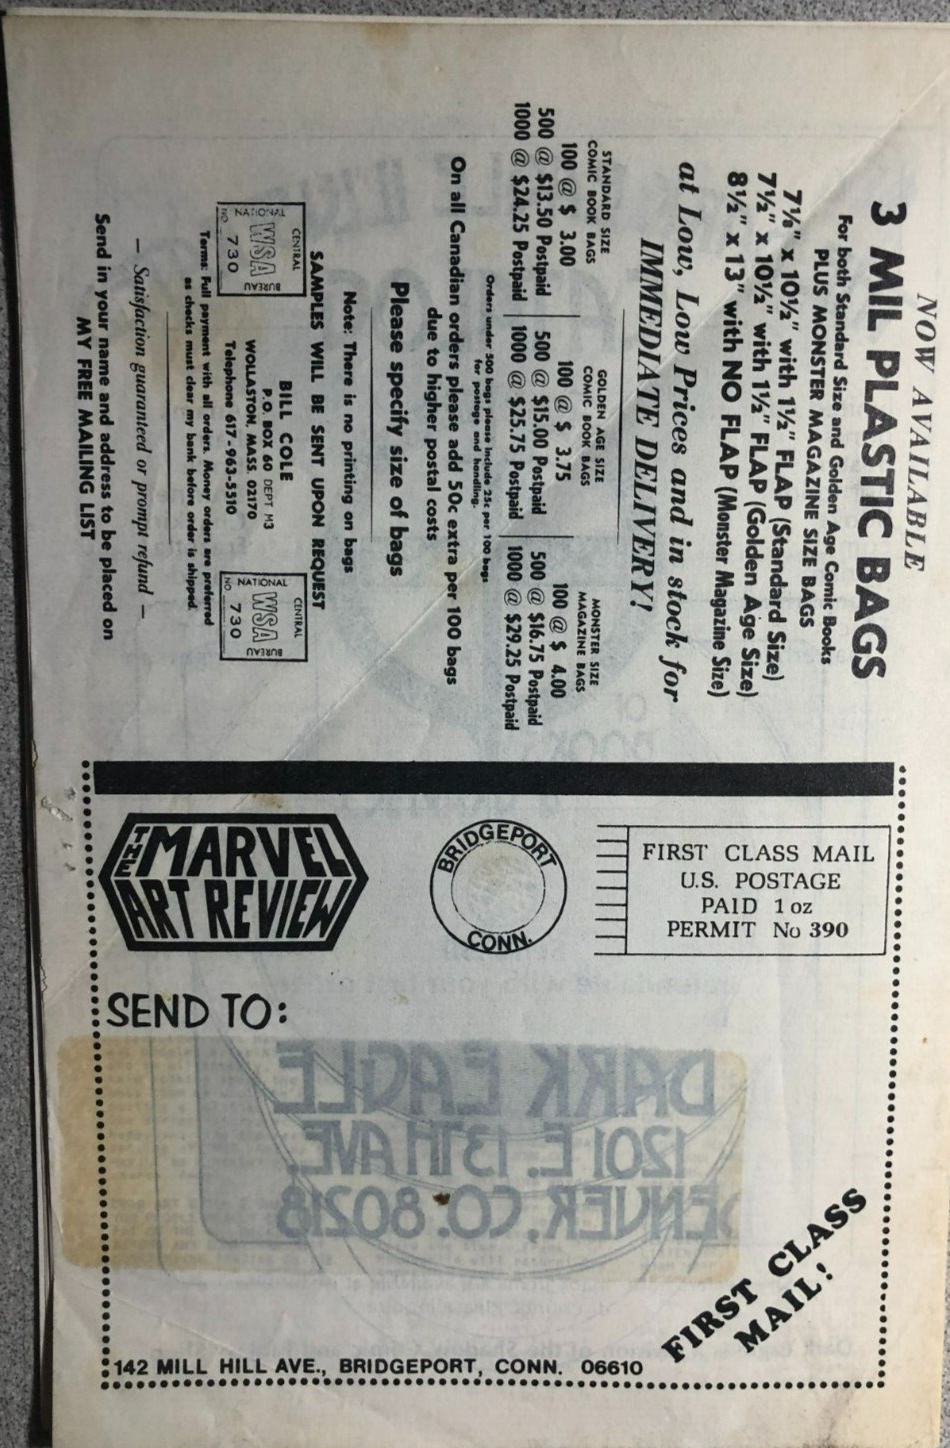 NOW AVAILABLE
3 MIL PLASTIC BAGS
For both Standard Size and Golden Age Comic Books
PLUS MONSTER MAGAZINE SIZE BAGS
7⅛" x 10½" with 1½" FLAP (Standard Size)
7½" x 10½" with 1½" FLAP (Golden Age Size)
8½" x 13" with NO FLAP (Monster Magazine Size)
at Low, Low Prices and in stock for
IMMEDIATE DELIVERY!
STANDARD SIZE
COMIC BOOK BAGS
100 @ $ 3.00
500 @ $13.50 Postpaid
1000 @ $24.25 Postpaid
GOLDEN AGE SIZE
COMIC BOOK BAGS
100 @ $ 3.75
500 @ $15.00 Postpaid
1000 @ $25.75 Postpaid
MONSTER SIZE
MAGAZINE BAGS
100 @ $ 4.00
500 @ $16.75 Postpaid
1000 @ $29.25 Postpaid
Orders under 500 bags please include 25c per 100 bags
for postage and handling.
On all Canadian orders please add 50c extra per 100 bags
due to higher postal costs
Please specify size of bags
Note: There is no printing on bags
SAMPLES WILL BE SENT UPON REQUEST
CENTRAL
WSA
NATIONAL
NO 730
BUREAU
BILL COLE
P.O. BOX 60 DEPT M3
WOLLASTON, MASS. 02170
Telephone 617-963-5510
CENTRAL
WSA
NATIONAL
NO 730
BUREAU
Terms: Full payment with all orders. Money orders are preferred
as checks must clear my bank before order is shipped.
— Satisfaction guaranteed or prompt refund —
Send in your name and address to be placed on
MY FREE MAILING LIST
THE MARVEL
ART REVIEW
BRIDGEPORT
CONN.
FIRST CLASS MAIL
U.S. POSTAGE
PAID 1 oz
PERMIT No 390
SEND TO:
DARK EAGLE
1201 E. 13TH AVE.
DENVER, CO. 80218
FIRST CLASS
MAIL!
142 MILL HILL AVE., BRIDGEPORT, CONN. 06610